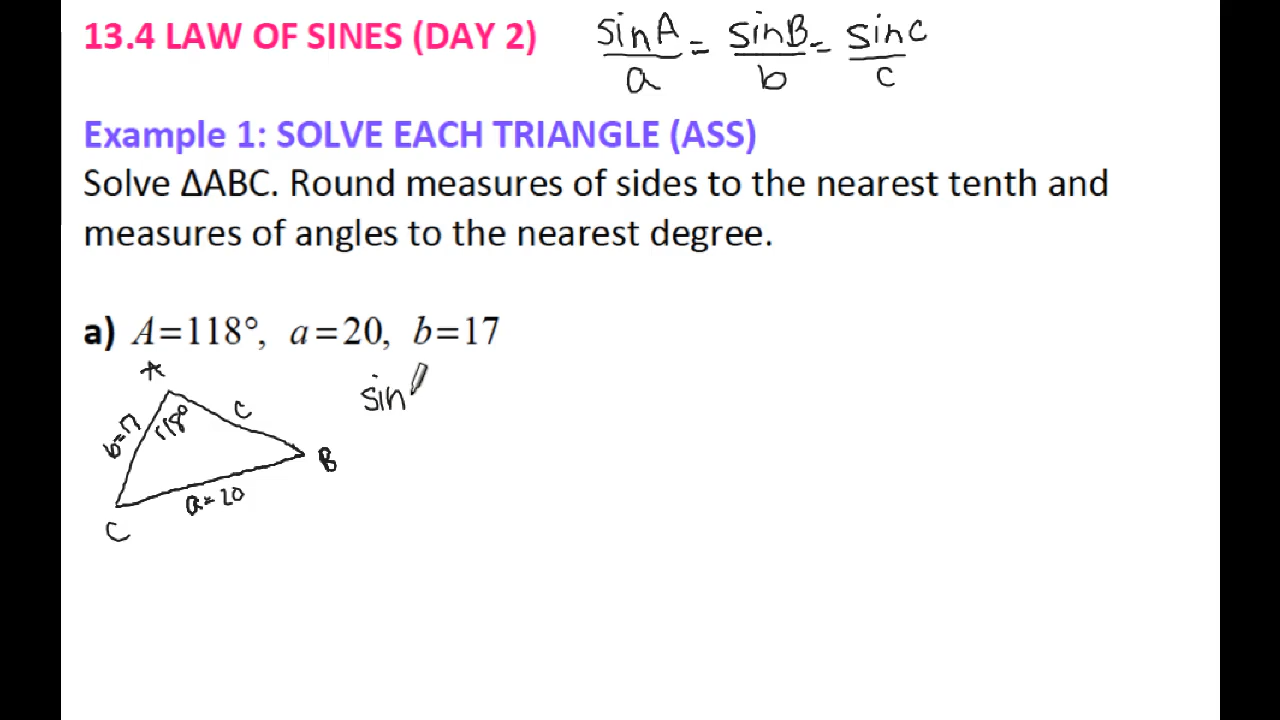 13.4 LAW OF SINES (DAY 2) sinA/a = sinB/b = sinC/c
Example 1: SOLVE EACH TRIANGLE (ASS)
Solve ΔABC. Round measures of sides to the nearest tenth and
measures of angles to the nearest degree.
a) A=118°, a=20, b=17
A
sin
b=17
118°
c
B
a=20
C